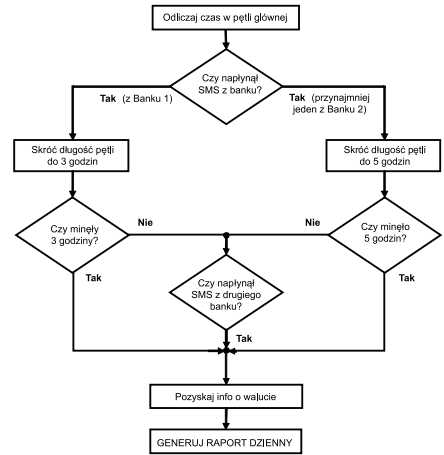 Odliczaj czas w pętli głównej
Czy napłynął
SMS z banku?
Tak (z Banku 1)
Tak (przynajmniej
jeden z Banku 2)
Skróć długość pętli
do 3 godzin
Skróć długość pętli
do 5 godzin
Czy minęły
3 godziny?
Nie
Nie
Czy minęło
5 godzin?
Tak
Czy napłynął
SMS z drugiego
banku?
Tak
Tak
Pozyskaj info o walucie
GENERUJ RAPORT DZIENNY